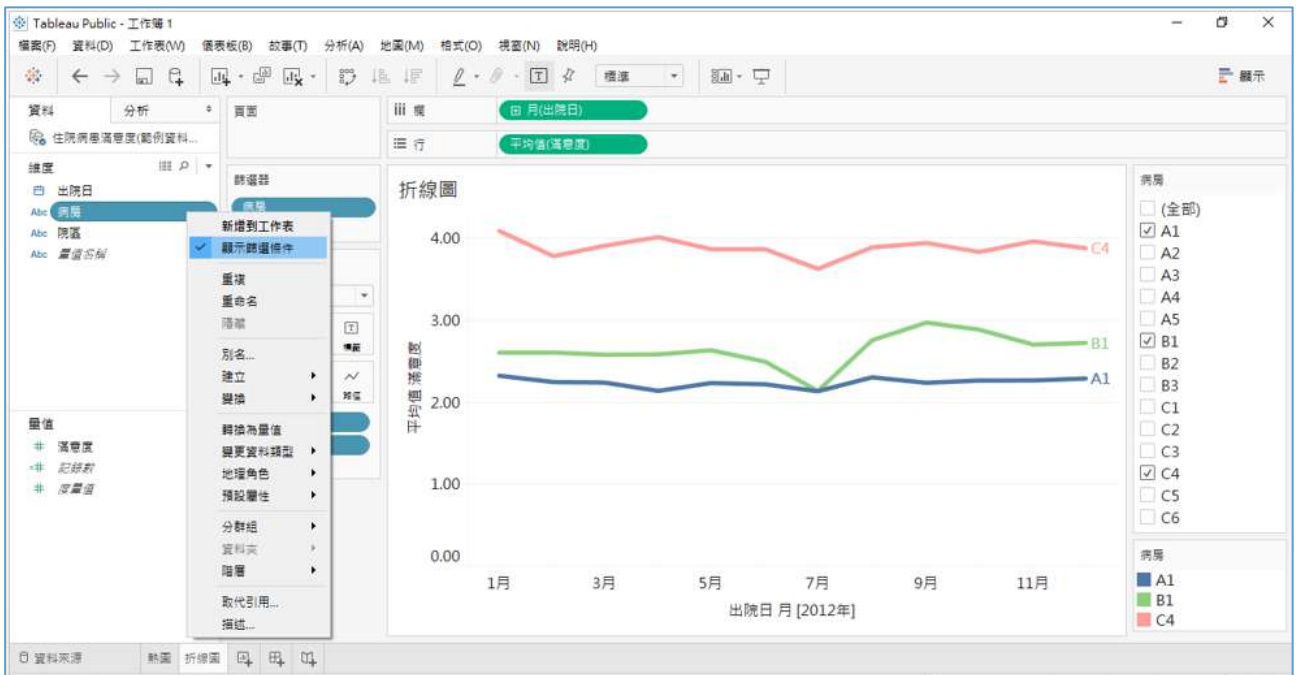 Tableau Public - 工作簿 1
檔案(F) 資料(D) 工作表(W) 儀表板(B) 故事(T) 分析(A) 地圖(M) 格式(O) 視窗(N) 說明(H)
標準
顯示
資料
分析
住院病患滿意度(範例資料...
維度
出院日
Abc 病房
Abc 院區
Abc 量值名稱
量值
# 滿意度
=# 記錄數
# 度量值
頁面
篩選器
病房
標籤
路徑
新增到工作表
顯示篩選條件
重複
重命名
隱藏
別名...
建立
變換
轉換為量值
變更資料類型
地理角色
預設屬性
分群組
資料夾
階層
取代引用...
描述...
欄
月(出院日)
行
平均值(滿意度)
折線圖
平均值 滿意度
4.00
3.00
2.00
1.00
0.00
C4
B1
A1
1月 3月 5月 7月 9月 11月
出院日 月 [2012年]
病房
(全部)
A1
A2
A3
A4
A5
B1
B2
B3
C1
C2
C3
C4
C5
C6
病房
A1
B1
C4
資料來源
熱圖
折線圖